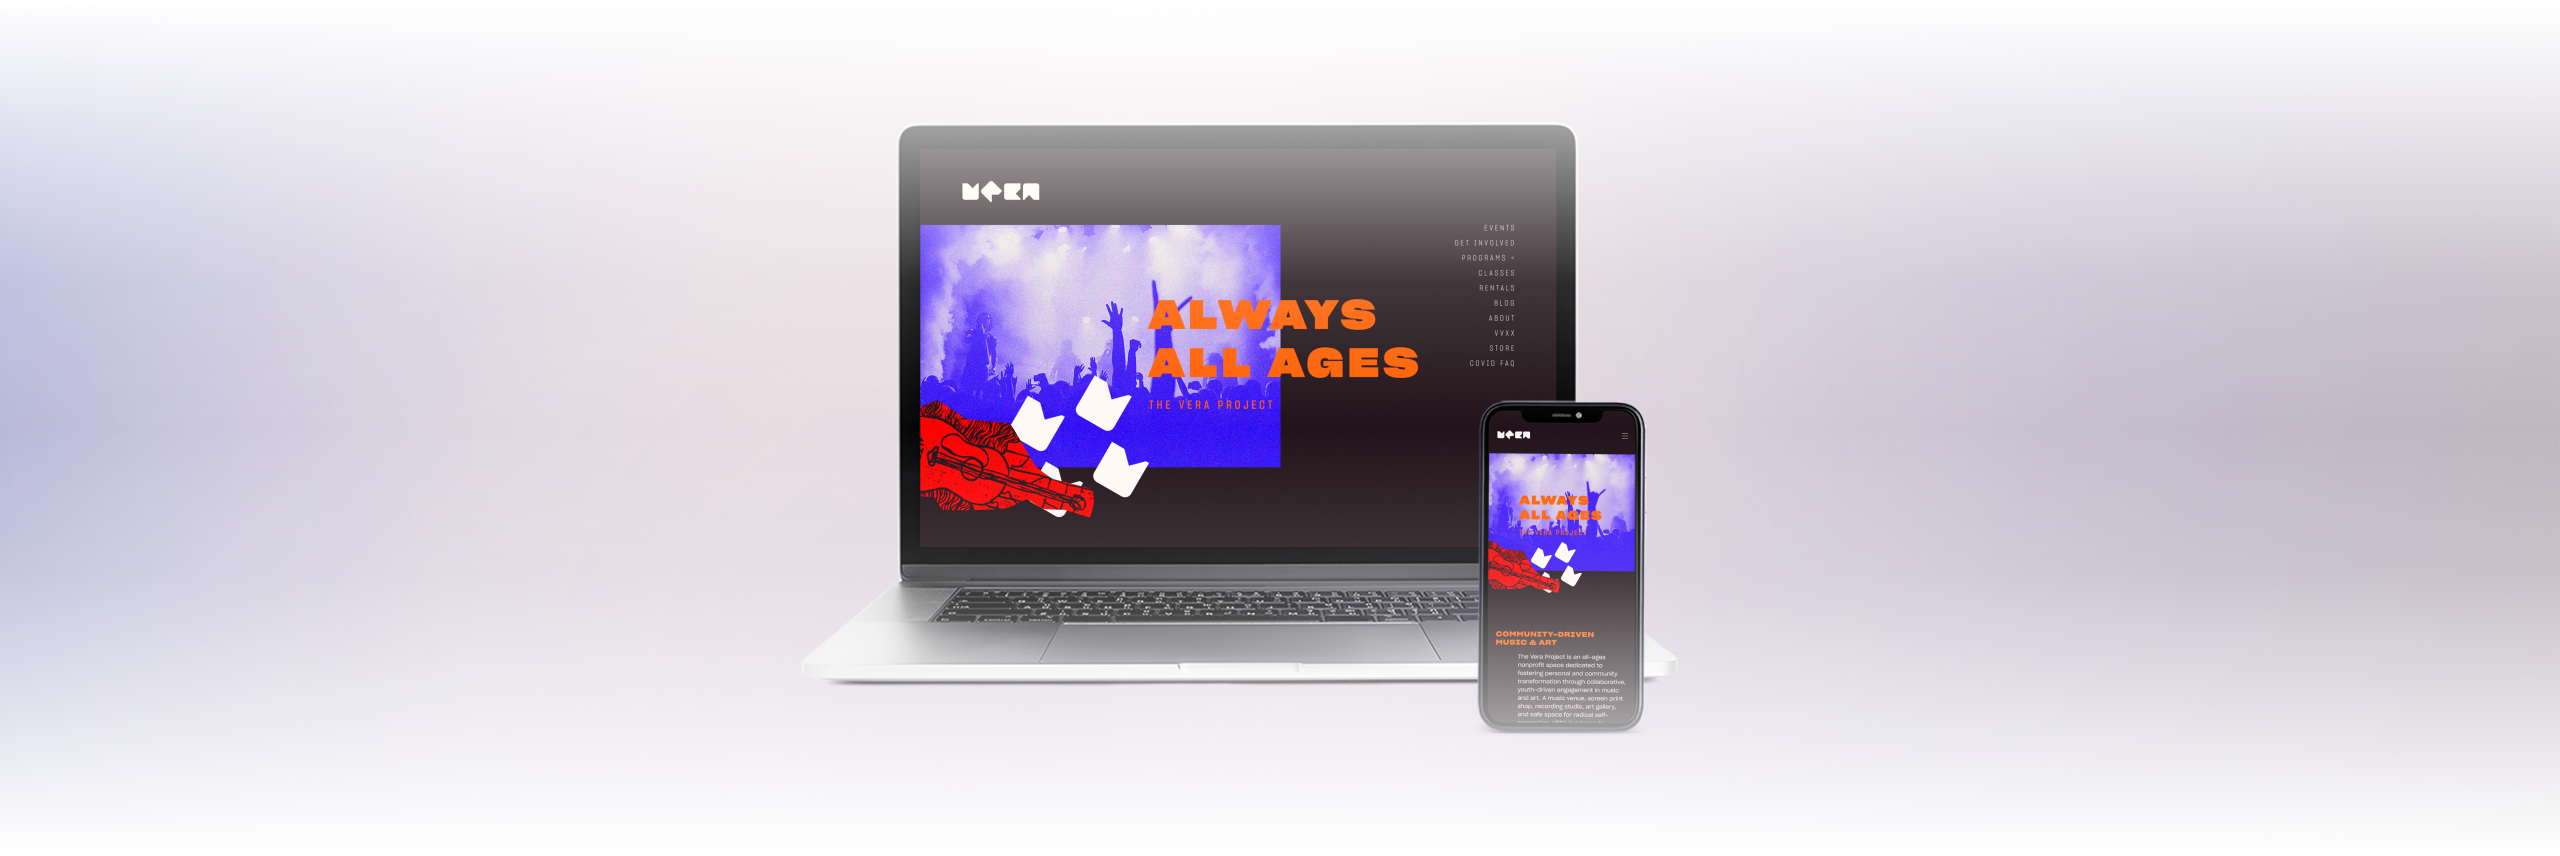 VERA
EVENTS
GET INVOLVED
PROGRAMS +
CLASSES
RENTALS
BLOG
ABOUT
VVXX
STORE
COVID FAQ
ALWAYS
ALL AGES
THE VERA PROJECT
VERA
ALWAYS
ALL AGES
THE VERA PROJECT
COMMUNITY-DRIVEN
MUSIC & ART
The Vera Project is an all-ages
nonprofit space dedicated to
fostering personal and community
transformation through collaborative,
youth-driven engagement in music
and art. A music venue, screen print
shop, recording studio, art gallery,
and safe space for radical self-